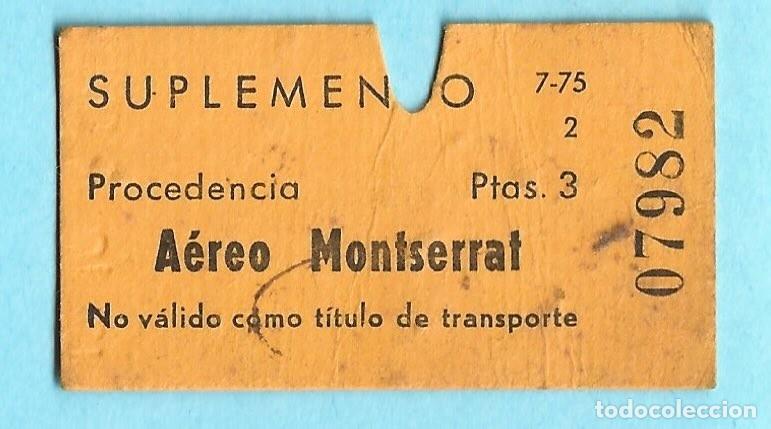 SUPLEMEN O 7-75
2
Procedencia Ptas. 3
Aéreo Montserrat
No válido como título de transporte
07982
todocoleccion